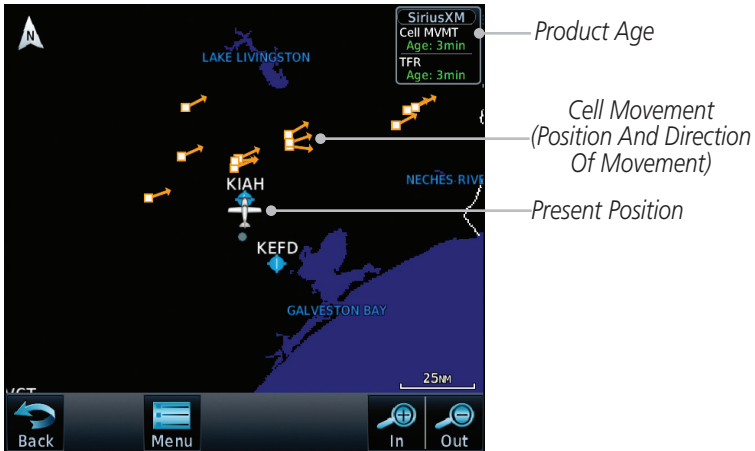 N
SiriusXM
Cell MVMT
Age: 3min
TFR
Age: 3min
Product Age
LAKE LIVINGSTON
Cell Movement
(Position And Direction
Of Movement)
KIAH
NECHES RIVE
Present Position
KEFD
GALVESTON BAY
25NM
Back
Menu
In
Out